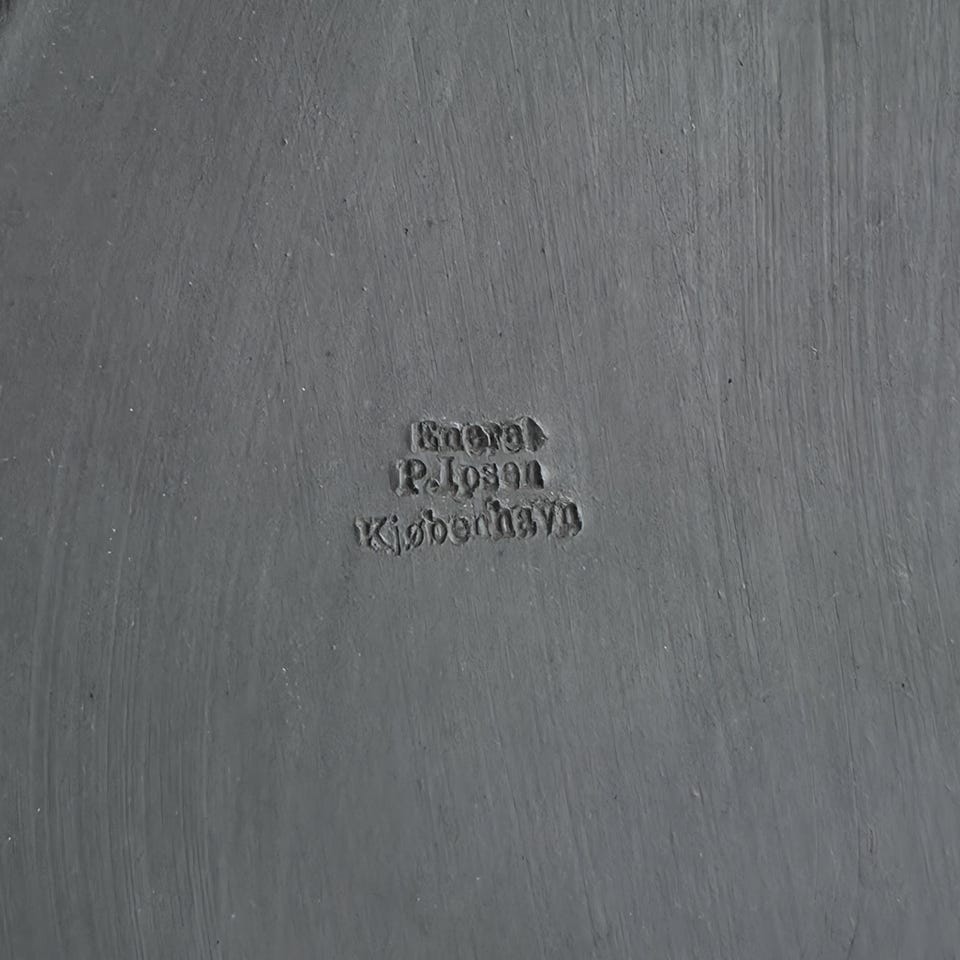 Eneret
P. Ipsen
Kjøbenhavn